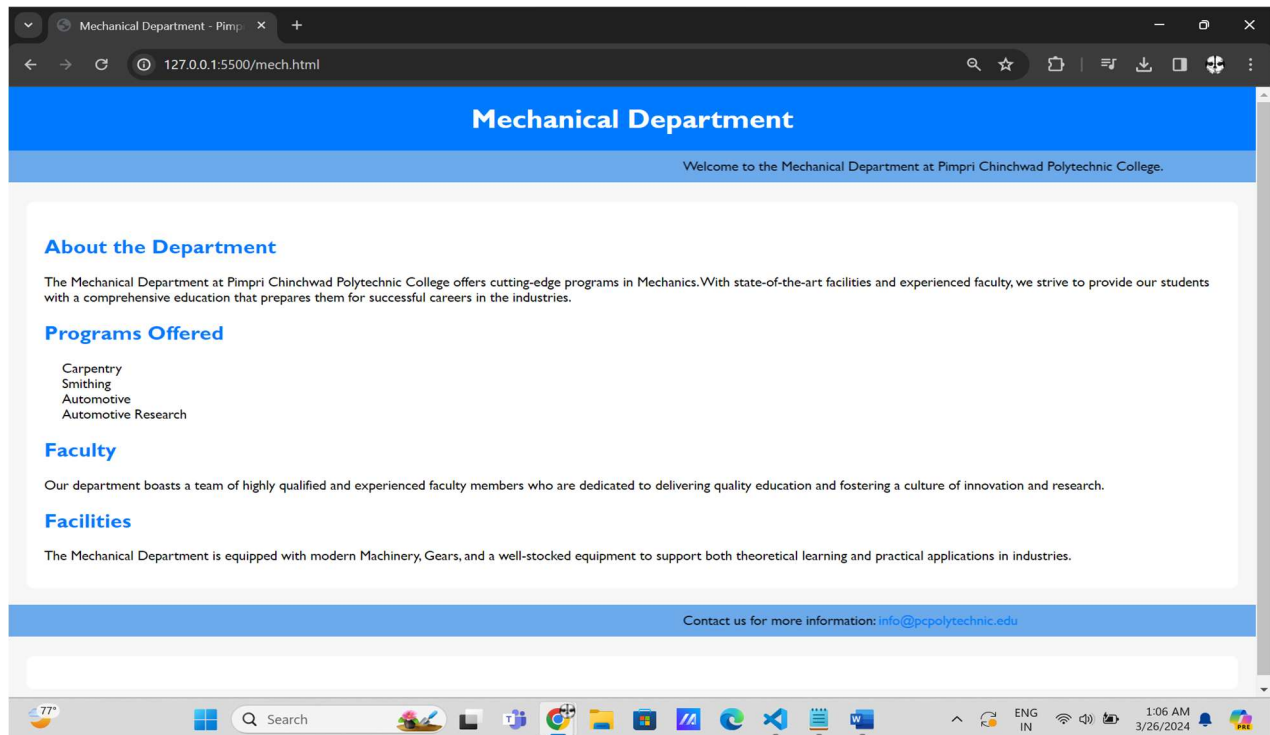 Mechanical Department - Pimp
127.0.0.1:5500/mech.html
Mechanical Department
Welcome to the Mechanical Department at Pimpri Chinchwad Polytechnic College.
About the Department
The Mechanical Department at Pimpri Chinchwad Polytechnic College offers cutting-edge programs in Mechanics. With state-of-the-art facilities and experienced faculty, we strive to provide our students
with a comprehensive education that prepares them for successful careers in the industries.
Programs Offered
Carpentry
Smithing
Automotive
Automotive Research
Faculty
Our department boasts a team of highly qualified and experienced faculty members who are dedicated to delivering quality education and fostering a culture of innovation and research.
Facilities
The Mechanical Department is equipped with modern Machinery, Gears, and a well-stocked equipment to support both theoretical learning and practical applications in industries.
Contact us for more information: info@pcpolytechnic.edu
77°
Search
ENG
IN
1:06 AM
3/26/2024
PRE